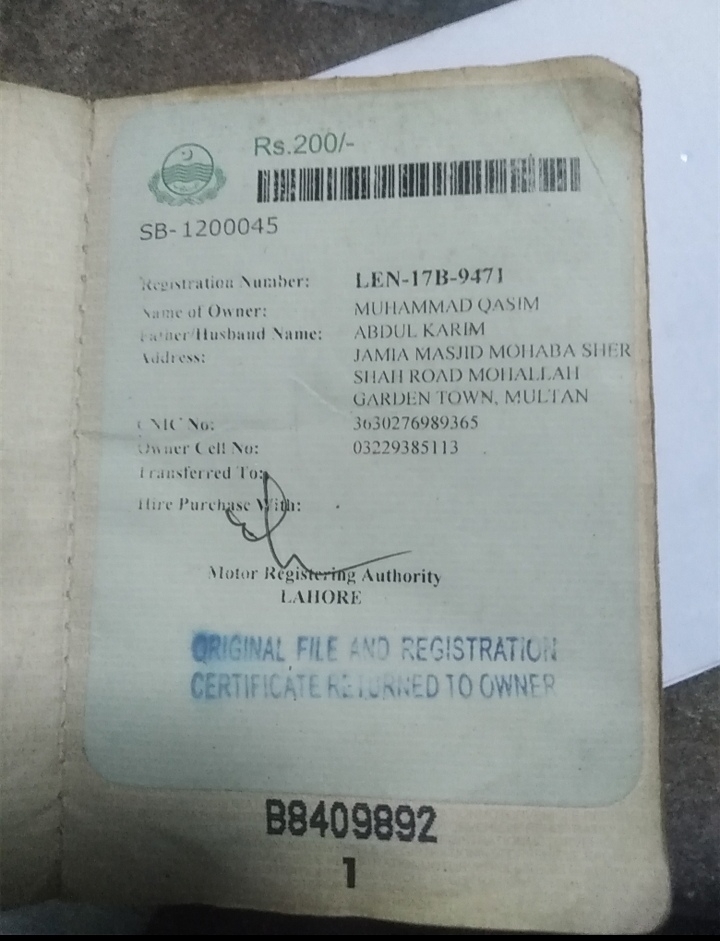 Rs.200/-
SB-1200045
Registration Number: LEN-17B-9471
Name of Owner: MUHAMMAD QASIM
Father/Husband Name: ABDUL KARIM
Address: JAMIA MASJID MOHABA SHER
SHAH ROAD MOHALLAH
GARDEN TOWN, MULTAN
CNIC No: 3630276989365
Owner Cell No: 03229385113
Transferred To:
Hire Purchase With:
Motor Registering Authority
LAHORE
ORIGINAL FILE AND REGISTRATION
CERTIFICATE RETURNED TO OWNER
B8409892
1